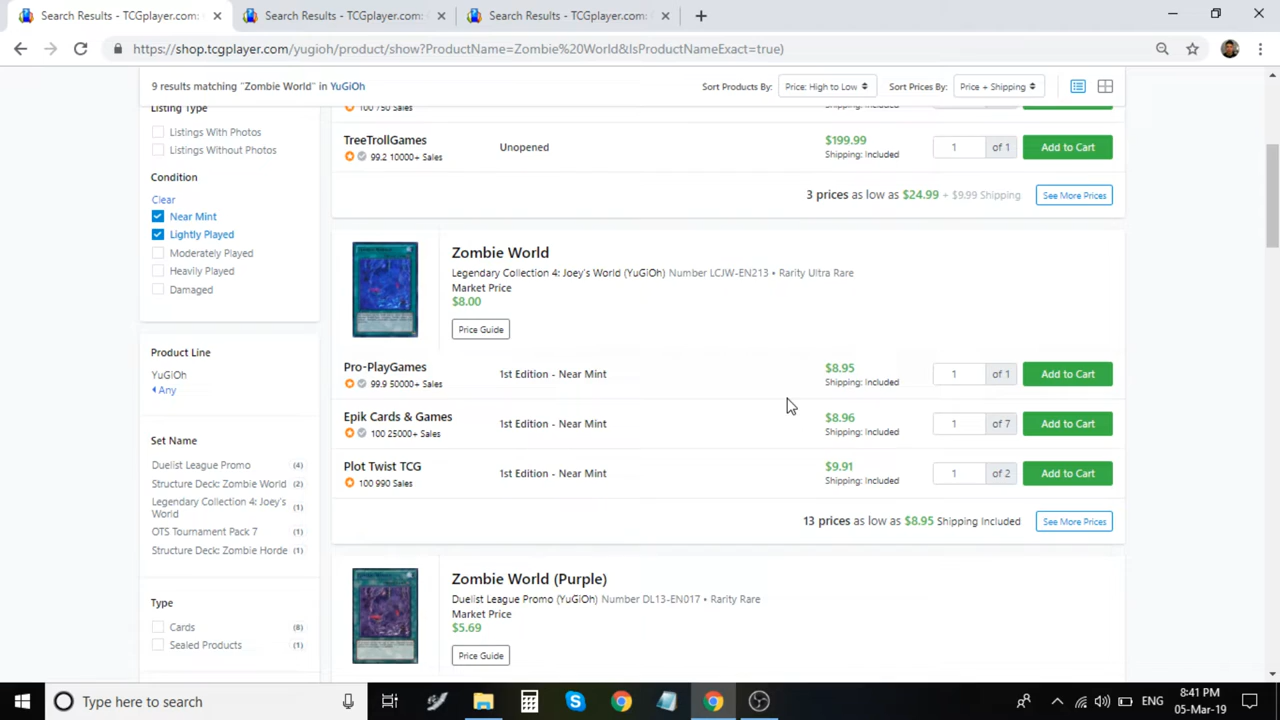 Search Results - TCGplayer.com:
Search Results - TCGplayer.com:
Search Results - TCGplayer.com:
https://shop.tcgplayer.com/yugioh/product/show?ProductName=Zombie%20World&IsProductNameExact=true)
9 results matching "Zombie World" in YuGiOh
Sort Products By: Price: High to Low
Sort Prices By: Price + Shipping
Listing Type
Listings With Photos
Listings Without Photos
Condition
Clear
Near Mint
Lightly Played
Moderately Played
Heavily Played
Damaged
Product Line
YuGiOh
Any
Set Name
Duelist League Promo (4)
Structure Deck: Zombie World (2)
Legendary Collection 4: Joey's (1)
World
OTS Tournament Pack 7 (1)
Structure Deck: Zombie Horde (1)
Type
Cards (8)
Sealed Products (1)
100 750 Sales
Shipping: Included
TreeTrollGames
99.2 10000+ Sales
Unopened
$199.99
Shipping: Included
1 of 1
Add to Cart
3 prices as low as $24.99 + $9.99 Shipping
See More Prices
Zombie World
Legendary Collection 4: Joey's World (YuGiOh) Number LCJW-EN213 • Rarity Ultra Rare
Market Price
$8.00
Price Guide
Pro-PlayGames
99.9 50000+ Sales
1st Edition - Near Mint
$8.95
Shipping: Included
1 of 1
Add to Cart
Epik Cards & Games
100 25000+ Sales
1st Edition - Near Mint
$8.96
Shipping: Included
1 of 7
Add to Cart
Plot Twist TCG
100 990 Sales
1st Edition - Near Mint
$9.91
Shipping: Included
1 of 2
Add to Cart
13 prices as low as $8.95 Shipping Included
See More Prices
Zombie World (Purple)
Duelist League Promo (YuGiOh) Number DL13-EN017 • Rarity Rare
Market Price
$5.69
Price Guide
Type here to search
ENG
8:41 PM
05-Mar-19